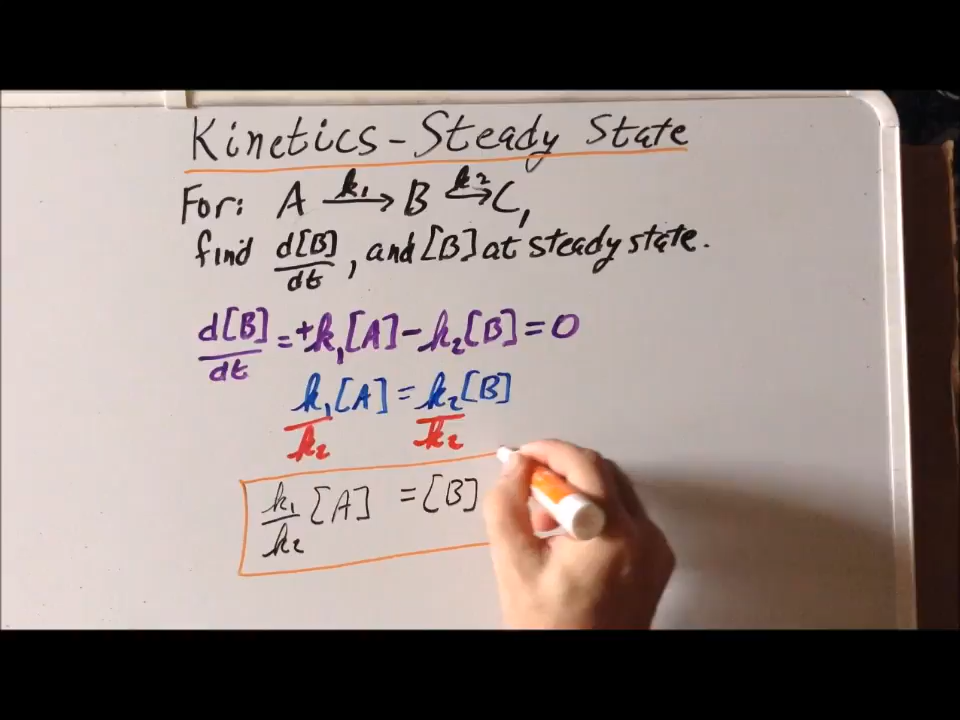 Kinetics - Steady State
For: A —k₁→ B —k₂→ C,
find d[B]/dt, and [B] at steady state.
d[B]/dt = +k₁[A] - k₂[B] = 0
k₁[A]/k₂ = k₂[B]/k₂
k₁/k₂ [A] = [B]